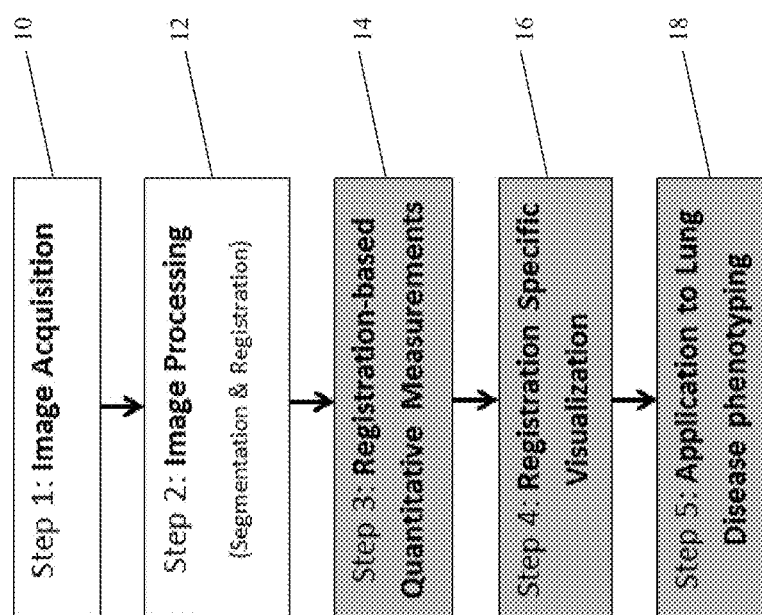 10
Step 1: Image Acquisition
12
Step 2: Image Processing
(Segmentation & Registration)
14
Step 3: Registration-based
Quantitative Measurements
16
Step 4: Registration Specific
Visualization
18
Step 5: Application to Lung
Disease phenotyping